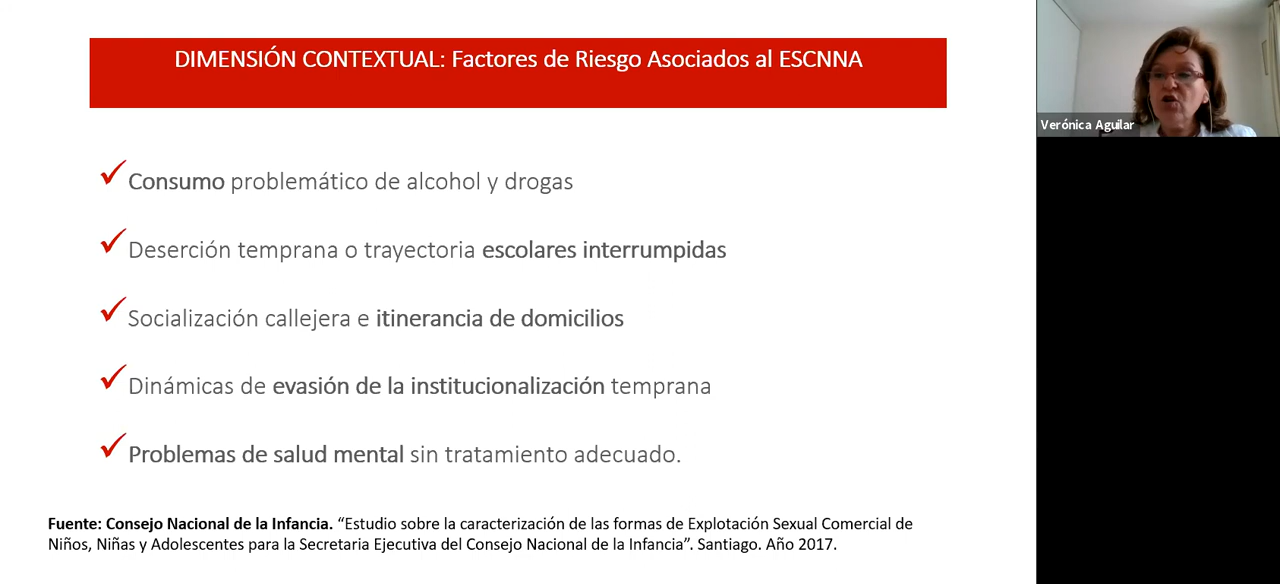 DIMENSIÓN CONTEXTUAL: Factores de Riesgo Asociados al ESCNNA
Verónica Aguilar
Consumo problemático de alcohol y drogas
Deserción temprana o trayectoria escolares interrumpidas
Socialización callejera e itinerancia de domicilios
Dinámicas de evasión de la institucionalización temprana
Problemas de salud mental sin tratamiento adecuado.
Fuente: Consejo Nacional de la Infancia. “Estudio sobre la caracterización de las formas de Explotación Sexual Comercial de
Niños, Niñas y Adolescentes para la Secretaria Ejecutiva del Consejo Nacional de la Infancia”. Santiago. Año 2017.